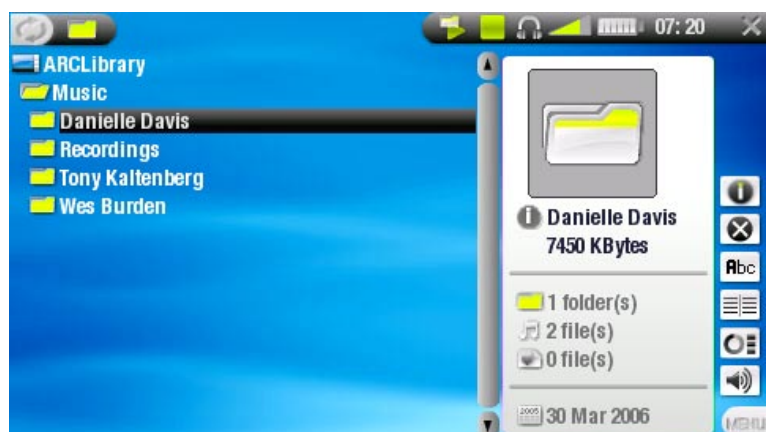 07:20
ARCLibrary
Music
Danielle Davis
Recordings
Tony Kaltenberg
Wes Burden
Danielle Davis
7450 KBytes
1 folder(s)
2 file(s)
0 file(s)
2005
30 Mar 2006
Abc
MENU